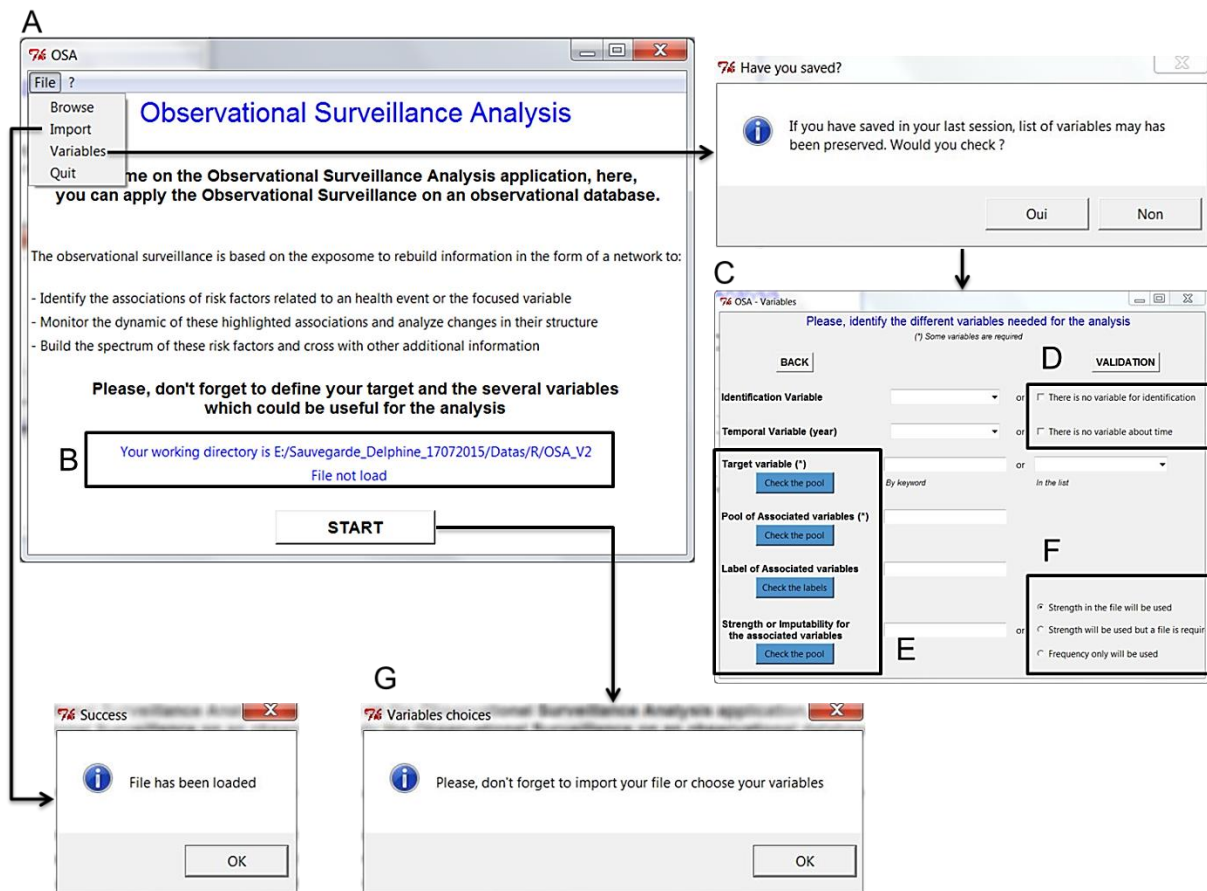 A
OSA
File ?
Browse
Import
Variables
Quit
Observational Surveillance Analysis
me on the Observational Surveillance Analysis application, here,
you can apply the Observational Surveillance on an observational database.
The observational surveillance is based on the exposome to rebuild information in the form of a network to:
- Identify the associations of risk factors related to an health event or the focused variable
- Monitor the dynamic of these highlighted associations and analyze changes in their structure
- Build the spectrum of these risk factors and cross with other additional information
Please, don't forget to define your target and the several variables
which could be useful for the analysis
B
Your working directory is E:/Sauvegarde_Delphine_17072015/Datas/R/OSA_V2
File not load
START
Have you saved?
If you have saved in your last session, list of variables may has
been preserved. Would you check ?
Oui Non
C
OSA - Variables
Please, identify the different variables needed for the analysis
(*) Some variables are required
BACK
D
VALIDATION
Identification Variable or There is no variable for identification
Temporal Variable (year) or There is no variable about time
Target variable (*) or
Check the pool By keyword In the list
Pool of Associated variables (*)
Check the pool
Label of Associated variables
Check the labels
F
Strength in the file will be used
Strength or Imputability for
the associated variables
or Strength will be used but a file is requir
Check the pool
Frequency only will be used
E
Success
File has been loaded
OK
G
Variables choices
Please, don't forget to import your file or choose your variables
OK